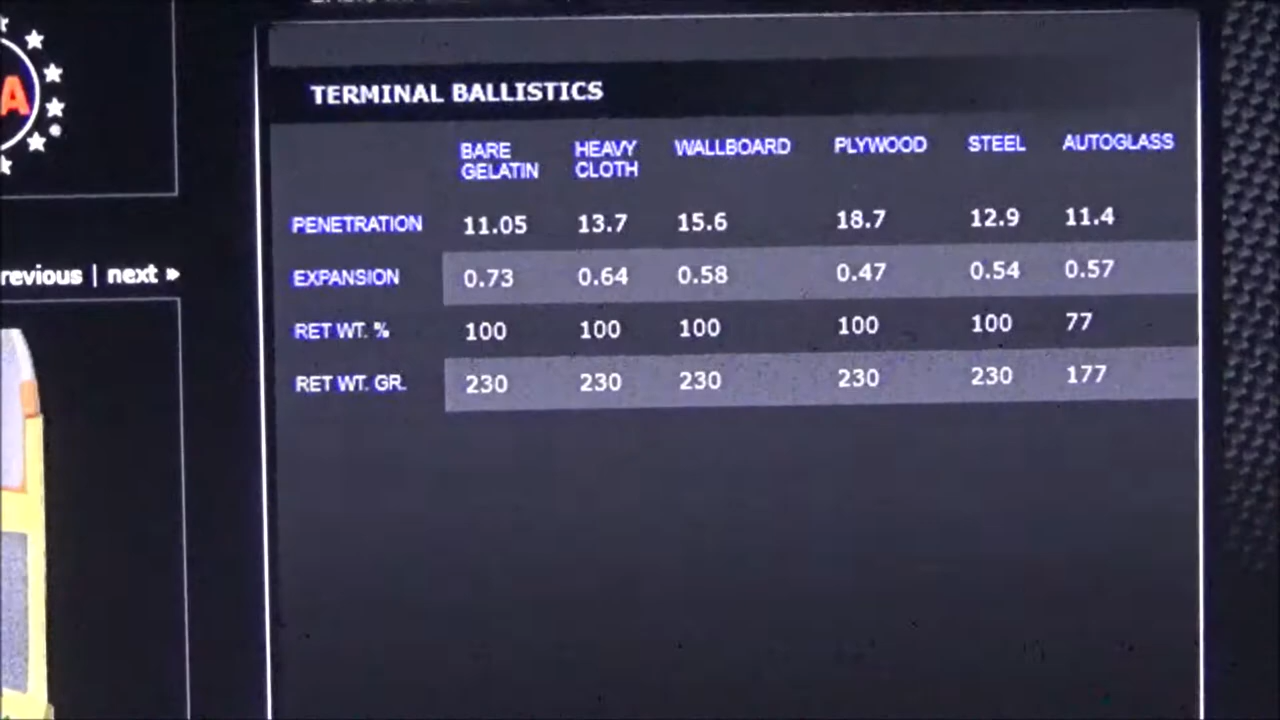 A
TERMINAL BALLISTICS
BARE GELATIN HEAVY CLOTH WALLBOARD PLYWOOD STEEL AUTOGLASS
PENETRATION 11.05 13.7 15.6 18.7 12.9 11.4
revious | next »
EXPANSION 0.73 0.64 0.58 0.47 0.54 0.57
RET WT. % 100 100 100 100 100 77
RET WT. GR. 230 230 230 230 230 177